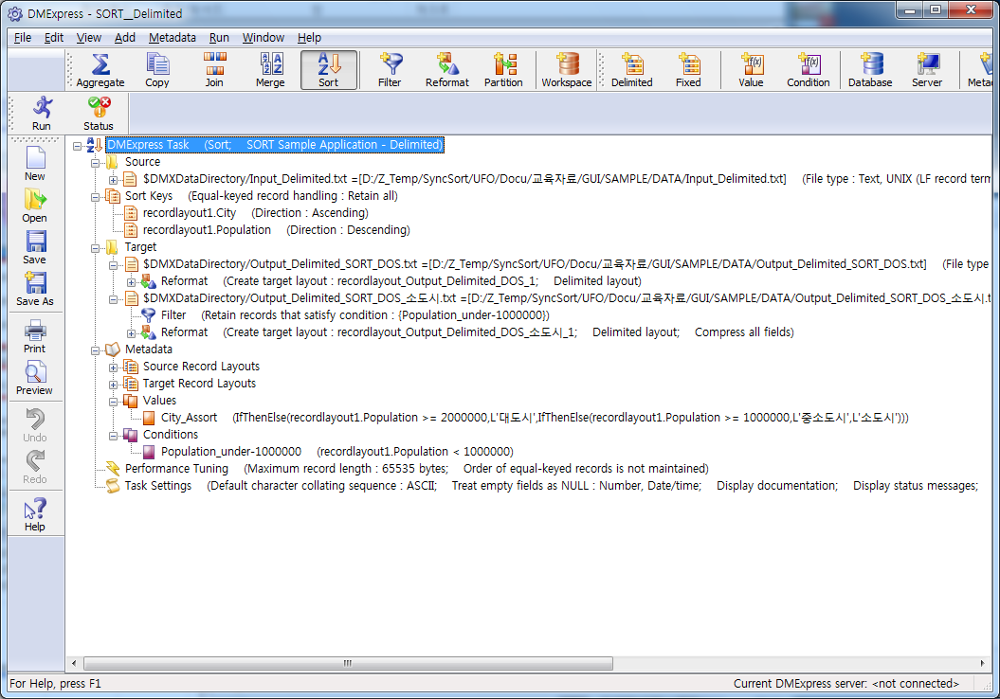 DMExpress - SORT__Delimited
File Edit View Add Metadata Run Window Help
Aggregate Copy Join Merge Sort Filter Reformat Partition Workspace Delimited Fixed Value Condition Database Server
Run Status
New
Open
Save
Save As
Print
Preview
Undo
Redo
Help
DMExpress Task (Sort; SORT Sample Application - Delimited)
Source
$DMXDataDirectory/Input_Delimited.txt =[D:/Z_Temp/SyncSort/UFO/Docu/교육자료/GUI/SAMPLE/DATA/Input_Delimited.txt] (File type : Text, UNIX (LF record term
Sort Keys (Equal-keyed record handling : Retain all)
recordlayout1.City (Direction : Ascending)
recordlayout1.Population (Direction : Descending)
Target
$DMXDataDirectory/Output_Delimited_SORT_DOS.txt =[D:/Z_Temp/SyncSort/UFO/Docu/교육자료/GUI/SAMPLE/DATA/Output_Delimited_SORT_DOS.txt] (File type
Reformat (Create target layout : recordlayout_Output_Delimited_DOS_1; Delimited layout)
$DMXDataDirectory/Output_Delimited_SORT_DOS_소도시.txt =[D:/Z_Temp/SyncSort/UFO/Docu/교육자료/GUI/SAMPLE/DATA/Output_Delimited_SORT_DOS_소도시.t
Filter (Retain records that satisfy condition : {Population_under-1000000})
Reformat (Create target layout : recordlayout_Output_Delimited_DOS_소도시_1; Delimited layout; Compress all fields)
Metadata
Source Record Layouts
Target Record Layouts
Values
City_Assort (IfThenElse(recordlayout1.Population >= 2000000,L'대도시',IfThenElse(recordlayout1.Population >= 1000000,L'중소도시',L'소도시')))
Conditions
Population_under-1000000 (recordlayout1.Population < 1000000)
Performance Tuning (Maximum record length : 65535 bytes; Order of equal-keyed records is not maintained)
Task Settings (Default character collating sequence : ASCII; Treat empty fields as NULL : Number, Date/time; Display documentation; Display status messages;
For Help, press F1 Current DMExpress server: <not connected>